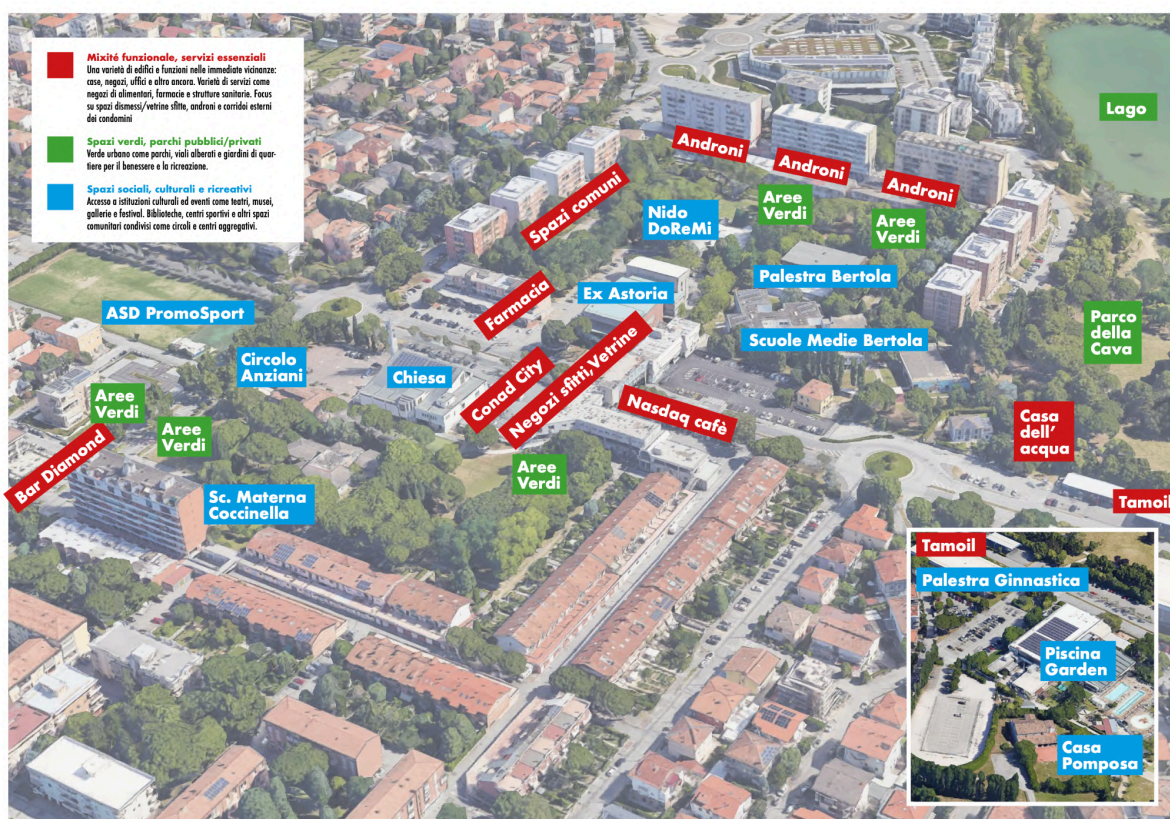 Mixité funzionale, servizi essenziali
Una varietà di edifici e funzioni nelle immediate vicinanze:
case, negozi, uffici e altro ancora. Varietà di servizi come
negozi di alimentari, farmacie e strutture sanitarie. Focus
su spazi dismessi/vetrine sfitte, androni e corridoi esterni
dei condomini
Spazi verdi, parchi pubblici/privati
Verde urbano come parchi, viali alberati e giardini di quar-
tiere per il benessere e la ricreazione.
Spazi sociali, culturali e ricreativi
Accesso a istituzioni culturali ed eventi come teatri, musei,
gallerie e festival. Biblioteche, centri sportivi e altri spazi
comunitari condivisi come circoli e centri aggregativi.
Lago
Androni
Androni
Androni
Spazi comuni
Nido
DoReMi
Aree
Verdi
Aree
Verdi
Palestra Bertola
Ex Astoria
Farmacia
ASD PromoSport
Scuole Medie Bertola
Parco
della
Cava
Circolo
Anziani
Chiesa
Conad City
Negozi sfitti, Vetrine
Nasdaq cafè
Aree
Verdi
Aree
Verdi
Casa
dell'
acqua
Bar Diamond
Aree
Verdi
Sc. Materna
Coccinella
Tamoil
Tamoil
Palestra Ginnastica
Piscina
Garden
Casa
Pomposa